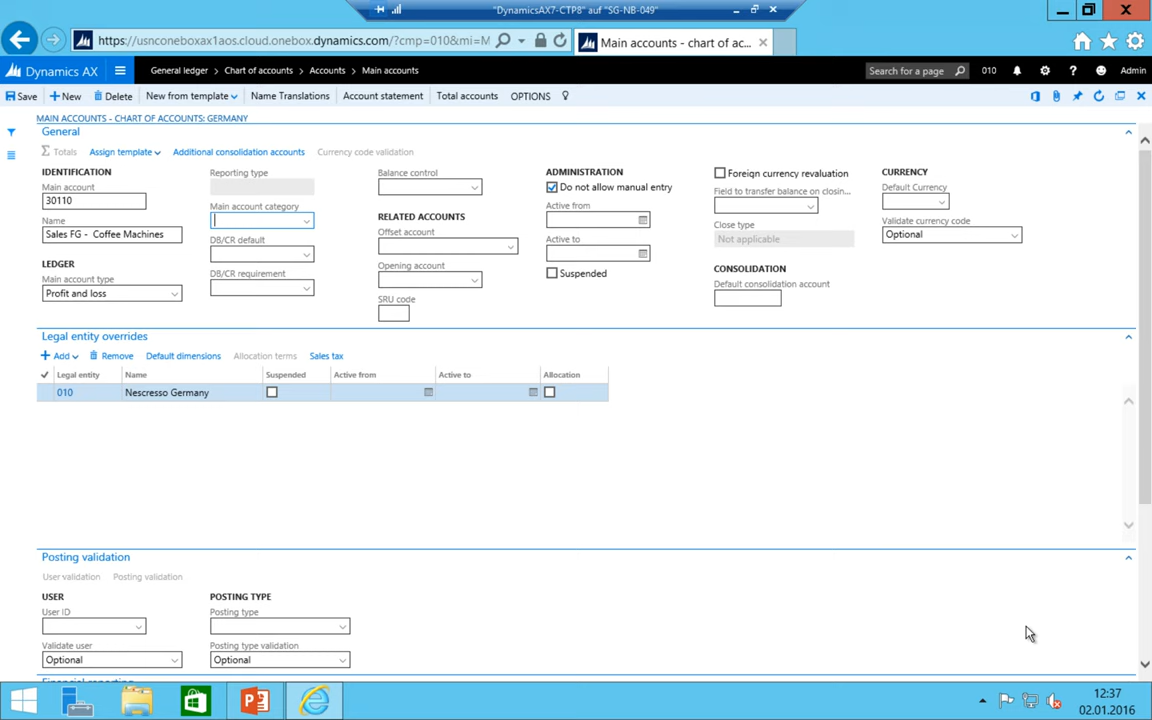 "DynamicsAX7-CTP8" auf "SG-NB-049"
https://usnconeboxax1aos.cloud.onebox.dynamics.com/?cmp=010&mi=M
Main accounts - chart of ac...
Dynamics AX
General ledger > Chart of accounts > Accounts > Main accounts
Search for a page
010
Admin
Save
New
Delete
New from template
Name Translations
Account statement
Total accounts
OPTIONS
MAIN ACCOUNTS - CHART OF ACCOUNTS: GERMANY
General
Totals
Assign template
Additional consolidation accounts
Currency code validation
IDENTIFICATION
Main account
30110
Name
Sales FG - Coffee Machines
LEDGER
Main account type
Profit and loss
Reporting type
Main account category
DB/CR default
DB/CR requirement
Balance control
RELATED ACCOUNTS
Offset account
Opening account
SRU code
ADMINISTRATION
Do not allow manual entry
Active from
Active to
Suspended
Foreign currency revaluation
Field to transfer balance on closin...
Close type
Not applicable
CONSOLIDATION
Default consolidation account
CURRENCY
Default Currency
Validate currency code
Optional
Legal entity overrides
Add
Remove
Default dimensions
Allocation terms
Sales tax
Legal entity Name Suspended Active from Active to Allocation
010 Nescresso Germany
Posting validation
User validation
Posting validation
USER
User ID
Validate user
Optional
POSTING TYPE
Posting type
Posting type validation
Optional
Financial reporting
12:37
02.01.2016